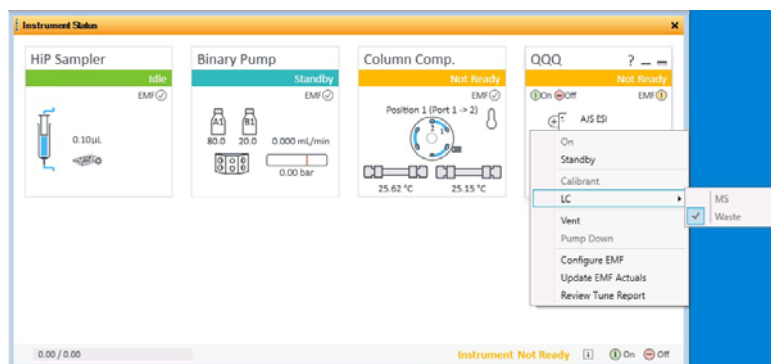 Instrument Status
HiP Sampler
Idle
EMF
0.10µL
Binary Pump
Standby
EMF
A1 B1
80.0 20.0 0.000 mL/min
0.00 bar
Column Comp.
Not Ready
EMF
Position 1 (Port 1 -> 2)
2 1
25.62 °C 25.15 °C
QQQ ?
Not Ready
On Off EMF
AJS ESI
On
Standby
Calibrant
LC
MS
Waste
Vent
Pump Down
Configure EMF
Update EMF Actuals
Review Tune Report
0.00 / 0.00
Instrument Not Ready i On Off